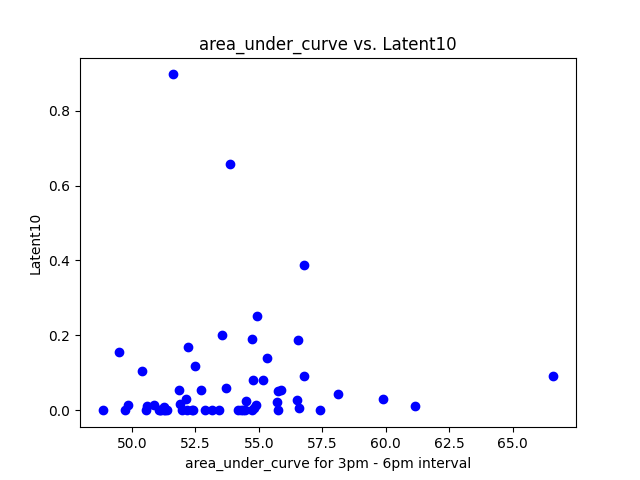 area_under_curve vs. Latent10
0.8
0.6
0.4
0.2
0.0
Latent10
50.0 52.5 55.0 57.5 60.0 62.5 65.0
area_under_curve for 3pm - 6pm interval